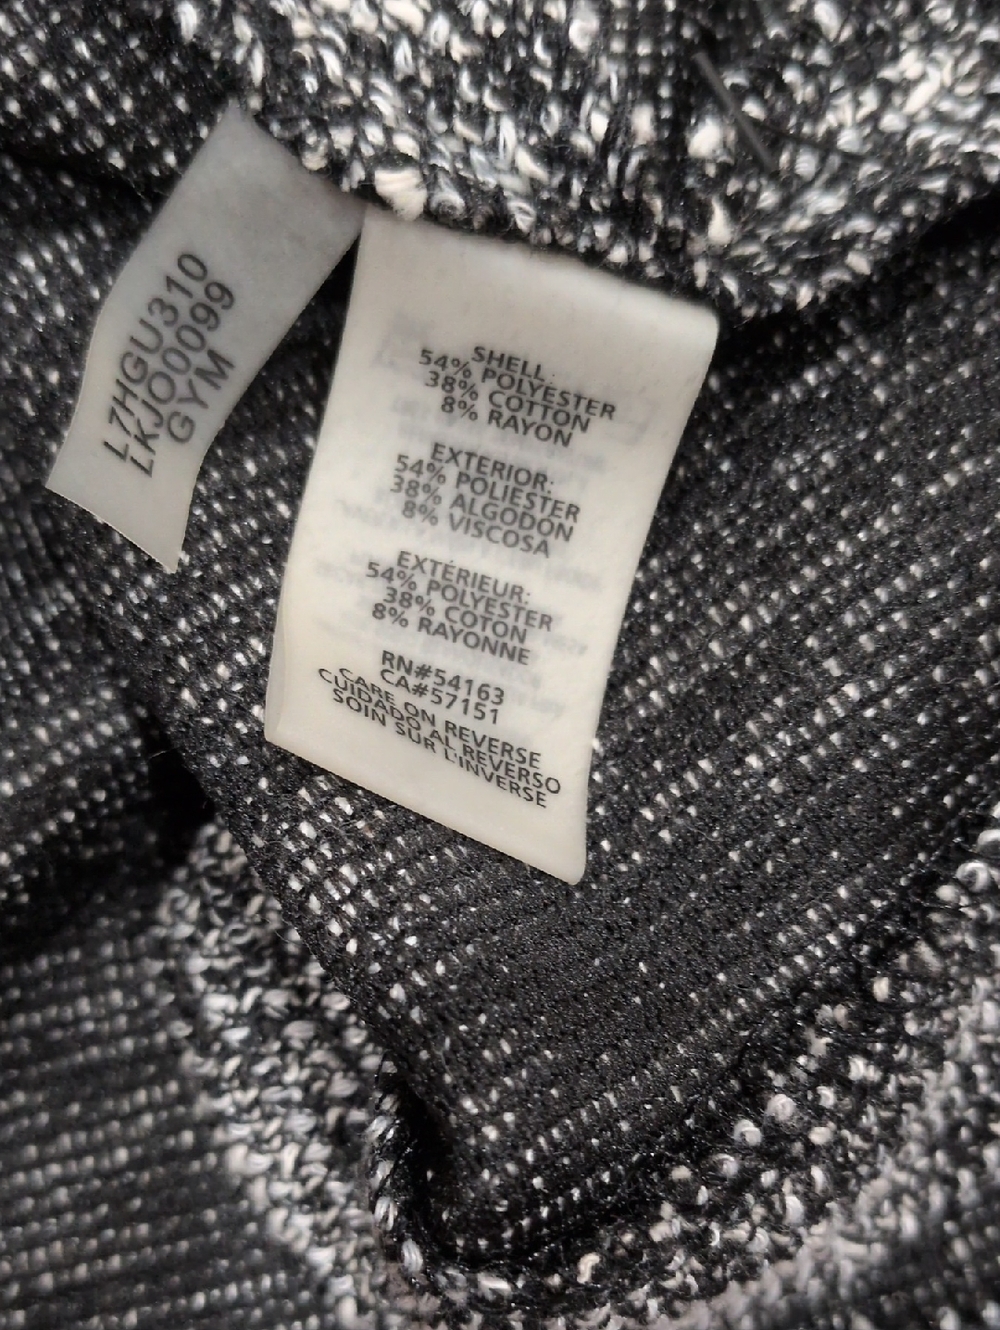 L7HGU310
LKJO0099
GYM
SHELL:
54% POLYESTER
38% COTTON
8% RAYON
EXTERIOR:
54% POLIESTER
38% ALGODON
8% VISCOSA
EXTÉRIEUR:
54% POLYESTER
38% COTON
8% RAYONNE
RN#54163
CA#57151
CARE ON REVERSE
CUIDADO AL REVERSO
SOIN SUR L'INVERSE